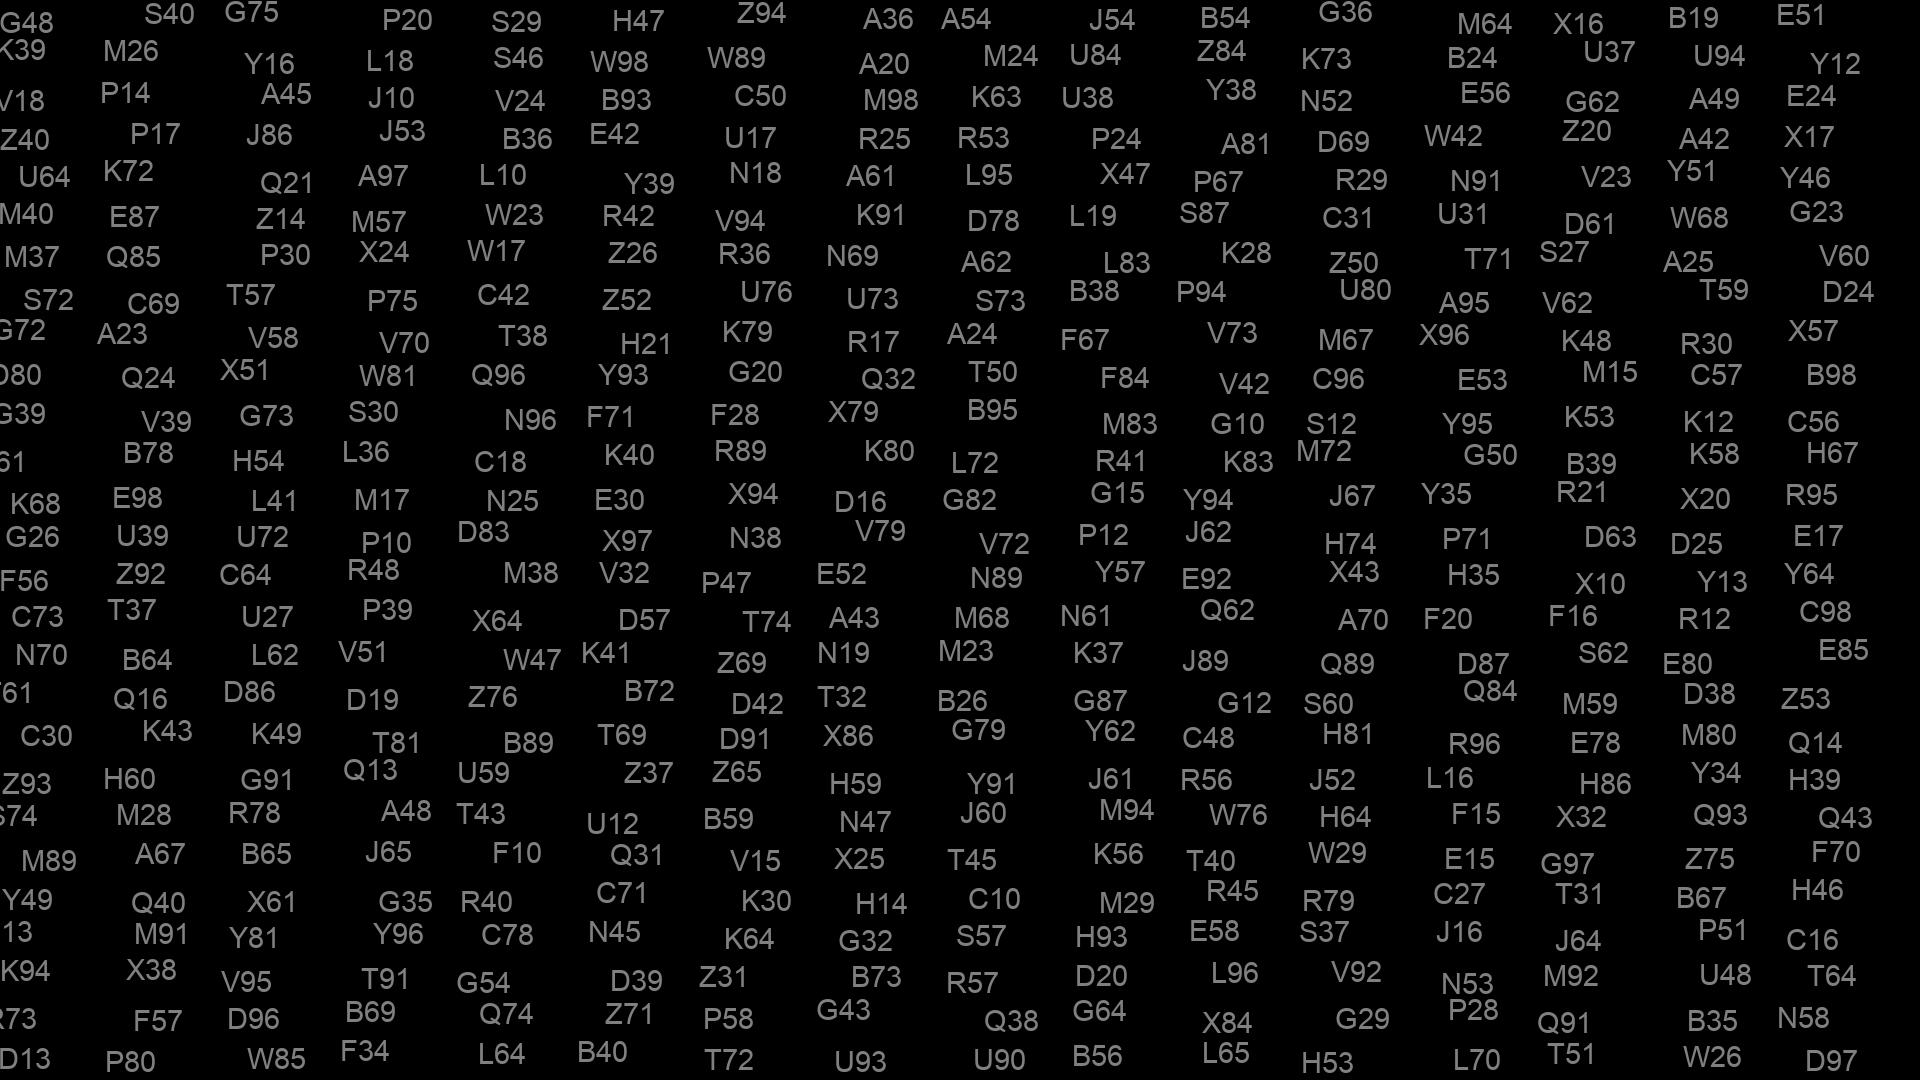 G48 S40 G75 P20 S29 H47 Z94 A36 A54 J54 B54 G36 M64 X16 B19 E51
K39 M26 Y16 L18 S46 W98 W89 A20 M24 U84 Z84 K73 B24 U37 U94 Y12
V18 P14 A45 J10 V24 B93 C50 M98 K63 U38 Y38 N52 E56 G62 A49 E24
Z40 P17 J86 J53 B36 E42 U17 R25 R53 P24 A81 D69 W42 Z20 A42 X17
U64 K72 Q21 A97 L10 Y39 N18 A61 L95 X47 P67 R29 N91 V23 Y51 Y46
M40 E87 Z14 M57 W23 R42 V94 K91 D78 L19 S87 C31 U31 D61 W68 G23
M37 Q85 P30 X24 W17 Z26 R36 N69 A62 L83 K28 Z50 T71 S27 A25 V60
S72 C69 T57 P75 C42 Z52 U76 U73 S73 B38 P94 U80 A95 V62 T59 D24
G72 A23 V58 V70 T38 H21 K79 R17 A24 F67 V73 M67 X96 K48 R30 X57
D80 Q24 X51 W81 Q96 Y93 G20 Q32 T50 F84 V42 C96 E53 M15 C57 B98
G39 V39 G73 S30 N96 F71 F28 X79 B95 M83 G10 S12 Y95 K53 K12 C56
61 B78 H54 L36 C18 K40 R89 K80 L72 R41 K83 M72 G50 B39 K58 H67
K68 E98 L41 M17 N25 E30 X94 D16 G82 G15 Y94 J67 Y35 R21 X20 R95
G26 U39 U72 P10 D83 X97 N38 V79 V72 P12 J62 H74 P71 D63 D25 E17
F56 Z92 C64 R48 M38 V32 P47 E52 N89 Y57 E92 X43 H35 X10 Y13 Y64
C73 T37 U27 P39 X64 D57 T74 A43 M68 N61 Q62 A70 F20 F16 R12 C98
N70 B64 L62 V51 W47 K41 Z69 N19 M23 K37 J89 Q89 D87 S62 E80 E85
61 Q16 D86 D19 Z76 B72 D42 T32 B26 G87 G12 S60 Q84 M59 D38 Z53
C30 K43 K49 T81 B89 T69 D91 X86 G79 Y62 C48 H81 R96 E78 M80 Q14
Z93 H60 G91 Q13 U59 Z37 Z65 H59 Y91 J61 R56 J52 L16 H86 Y34 H39
S74 M28 R78 A48 T43 U12 B59 N47 J60 M94 W76 H64 F15 X32 Q93 Q43
M89 A67 B65 J65 F10 Q31 V15 X25 T45 K56 T40 W29 E15 G97 Z75 F70
Y49 Q40 X61 G35 R40 C71 K30 H14 C10 M29 R45 R79 C27 T31 B67 H46
13 M91 Y81 Y96 C78 N45 K64 G32 S57 H93 E58 S37 J16 J64 P51 C16
K94 X38 V95 T91 G54 D39 Z31 B73 R57 D20 L96 V92 N53 M92 U48 T64
R73 F57 D96 B69 Q74 Z71 P58 G43 Q38 G64 X84 G29 P28 Q91 B35 N58
D13 P80 W85 F34 L64 B40 T72 U93 U90 B56 L65 H53 L70 T51 W26 D97